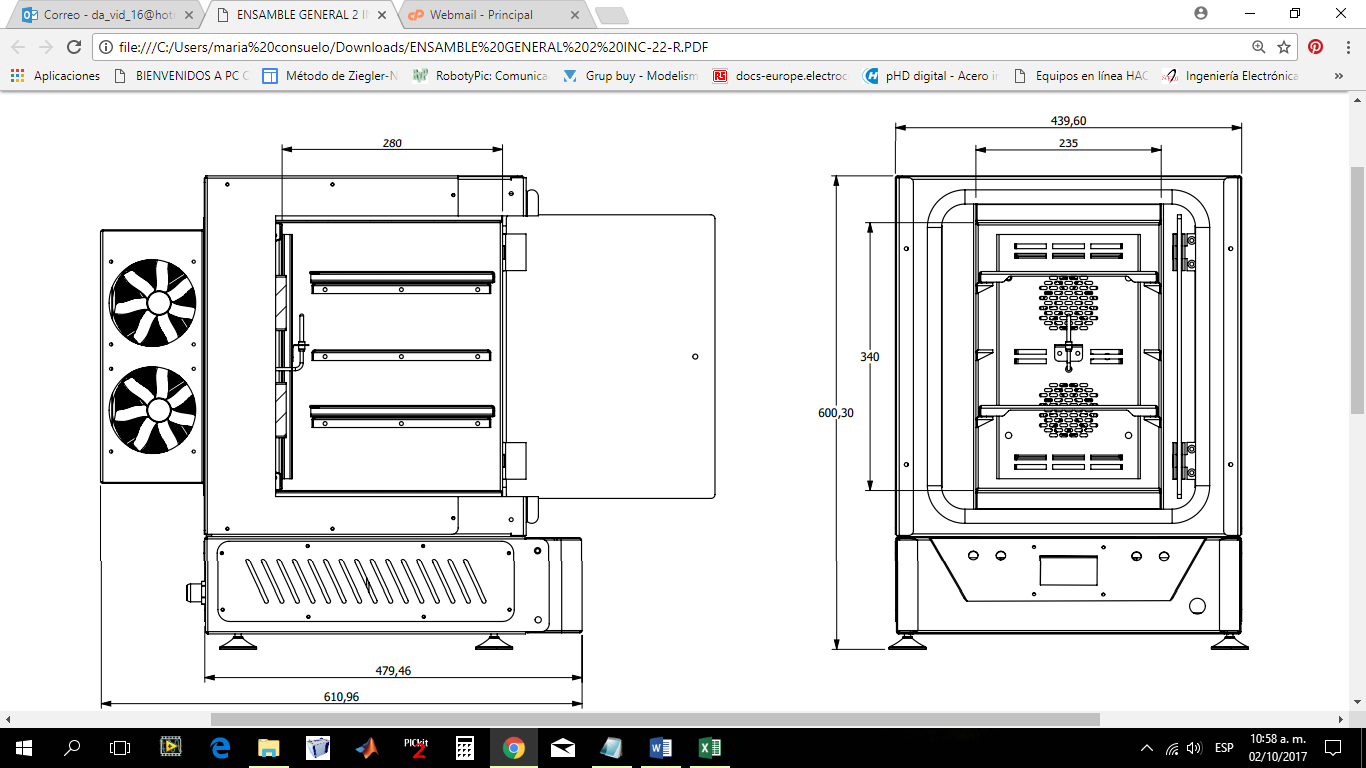 Correo - da_vid_16@hot
ENSAMBLE GENERAL 2 I
Webmail - Principal
file:///C:/Users/maria%20consuelo/Downloads/ENSAMBLE%20GENERAL%202%20INC-22-R.PDF
Aplicaciones
BIENVENIDOS A PC C
Método de Ziegler-N
RobotyPic: Comunica
Grup buy - Modelism
docs-europe.electroc
pHD digital - Acero i
Equipos en línea HAC
Ingeniería Electrónica
»
280
439,60
235
340
600,30
479,46
610,96
PICkit
2
ESP
10:58 a. m.
02/10/2017